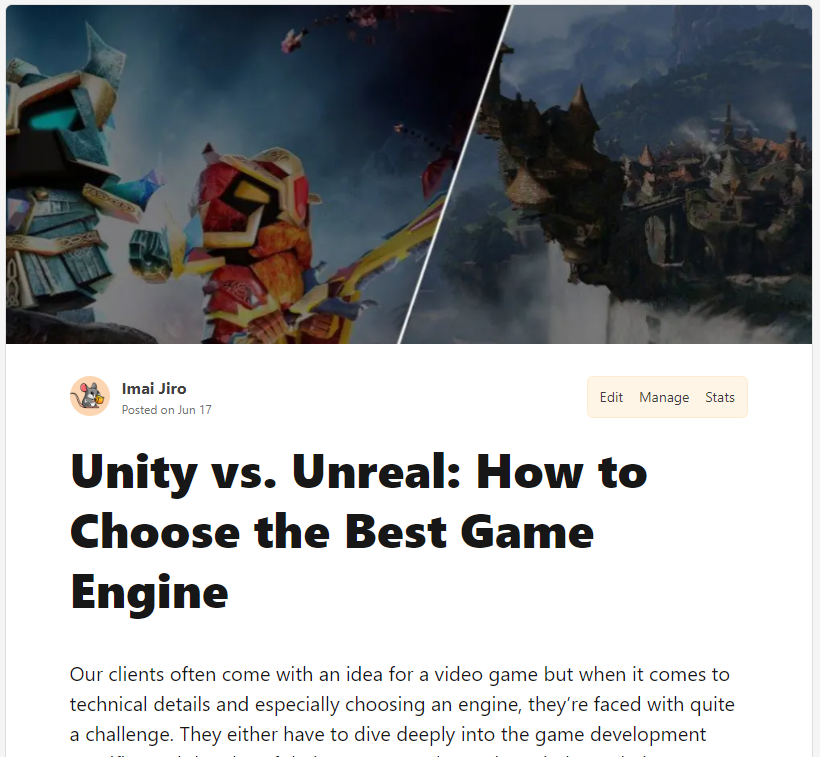 Imai Jiro
Posted on Jun 17
Edit Manage Stats
Unity vs. Unreal: How to
Choose the Best Game
Engine
Our clients often come with an idea for a video game but when it comes to
technical details and especially choosing an engine, they’re faced with quite
a challenge. They either have to dive deeply into the game development